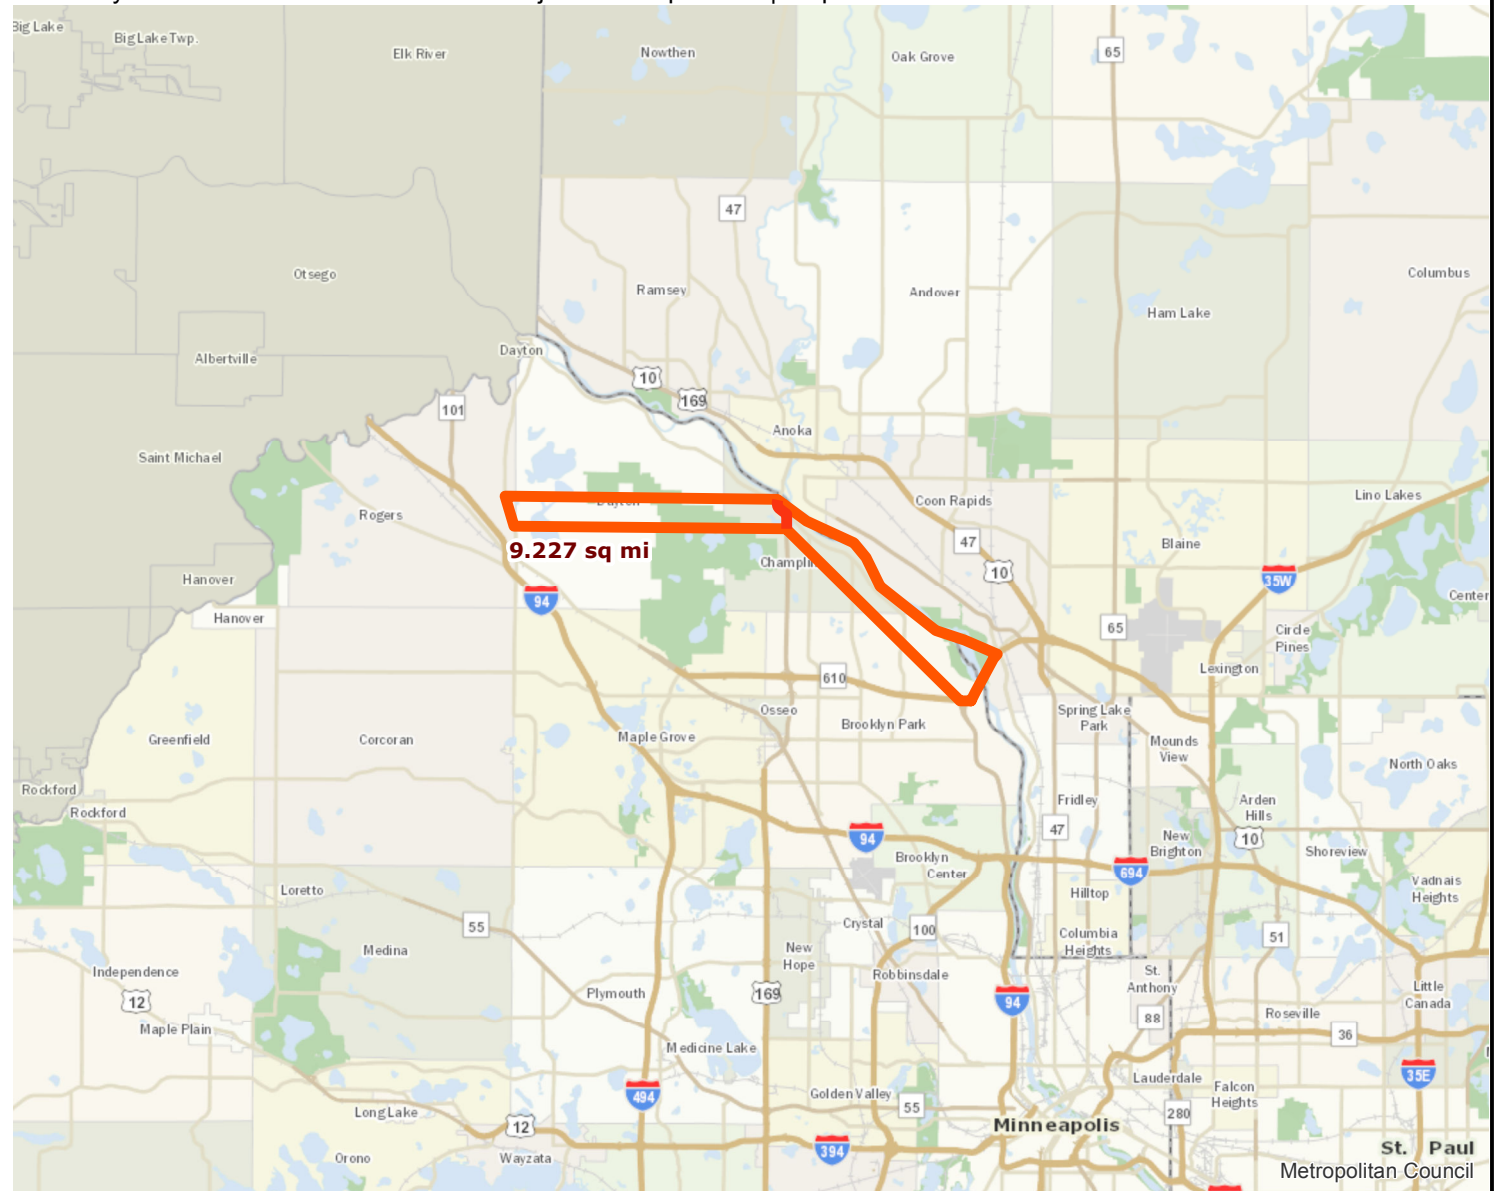 Big Lake
Big Lake Twp.
Elk River
Nowthen
Oak Grove
65
47
Otsego
Ramsey
Andover
Columbus
Ham Lake
Dayton
Albertville
10
169
101
Anoka
Saint Michael
Rogers
Dayton
Coon Rapids
Lino Lakes
47
Blaine
9.227 sq mi
Champlin
10
35W
Hanover
94
Center
Hanover
65
Circle
Pines
Lexington
610
Osseo
Brooklyn Park
Spring Lake
Park
Greenfield
Corcoran
Maple Grove
Mounds
View
North Oaks
Rockford
Rockford
Fridley
Arden
Hills
94
47
New
Brighton
10
Shoreview
Brooklyn
Center
694
Vadnais
Heights
Loretto
Hilltop
55
Crystal
100
Columbia
Heights
51
Medina
New
Hope
Independence
Robbinsdale
St.
Anthony
12
Plymouth
169
94
Little
Canada
Maple Plain
88
Roseville
36
Medicine Lake
35E
Lauderdale
494
Golden Valley
55
Falcon
Heights
Long Lake
12
280
Minneapolis
394
St. Paul
Orono
Wayzata
Metropolitan Council